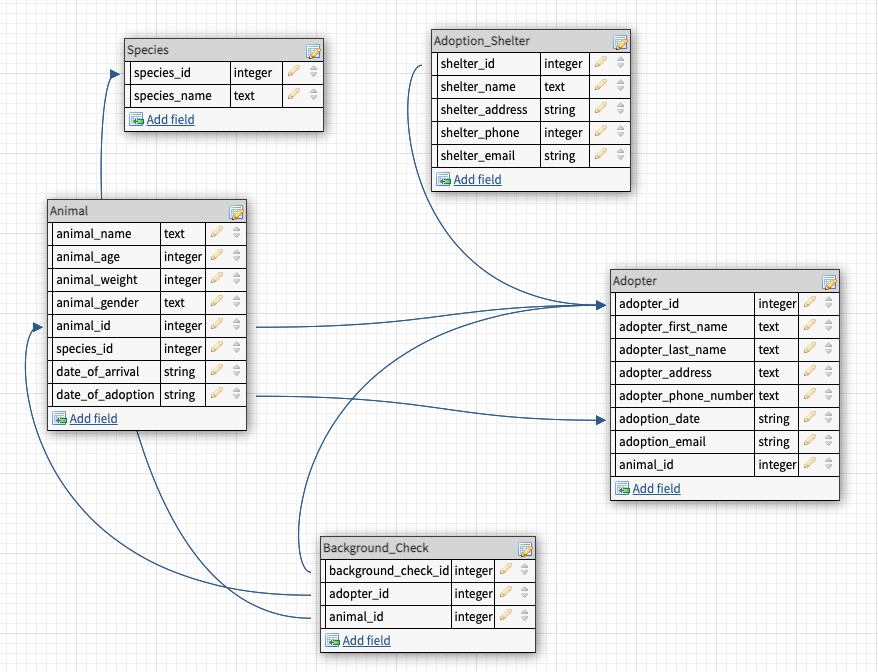 Species
species_id integer
species_name text
Add field
Adoption_Shelter
shelter_id integer
shelter_name text
shelter_address string
shelter_phone integer
shelter_email string
Add field
Animal
animal_name text
animal_age integer
animal_weight integer
animal_gender text
animal_id integer
species_id integer
date_of_arrival string
date_of_adoption string
Add field
Adopter
adopter_id integer
adopter_first_name text
adopter_last_name text
adopter_address text
adopter_phone_number text
adoption_date string
adoption_email string
animal_id integer
Add field
Background_Check
background_check_id integer
adopter_id integer
animal_id integer
Add field